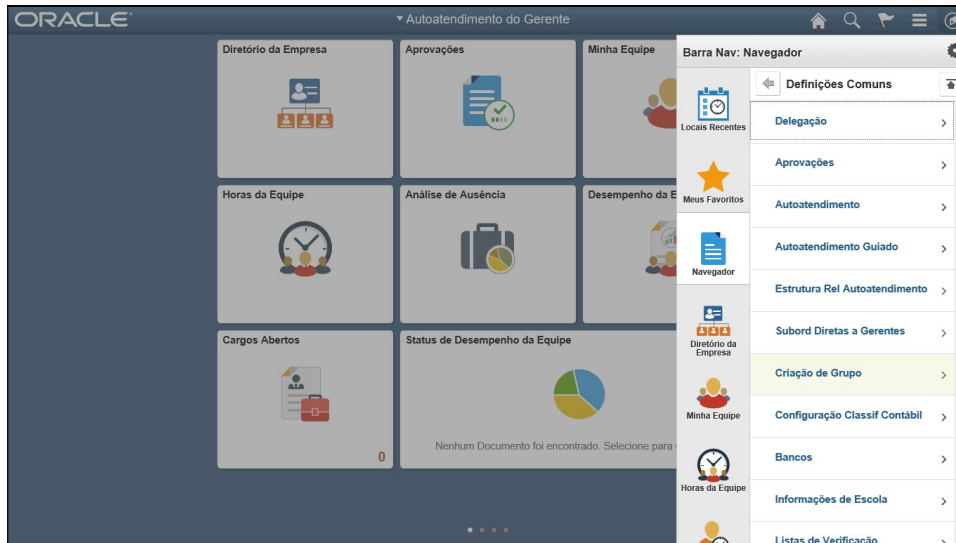 ORACLE
Autoatendimento do Gerente
Diretório da Empresa
Aprovações
Minha Equipe
Horas da Equipe
Análise de Ausência
Desempenho da E
Cargos Abertos
0
Status de Desempenho da Equipe
Nenhum Documento foi encontrado. Selecione para
Barra Nav: Navegador
Locais Recentes
Meus Favoritos
Navegador
Diretório da
Empresa
Minha Equipe
Horas da Equipe
Definições Comuns
Delegação
Aprovações
Autoatendimento
Autoatendimento Guiado
Estrutura Rel Autoatendimento
Subord Diretas a Gerentes
Criação de Grupo
Configuração Classif Contábil
Bancos
Informações de Escola
Listas de Verificação